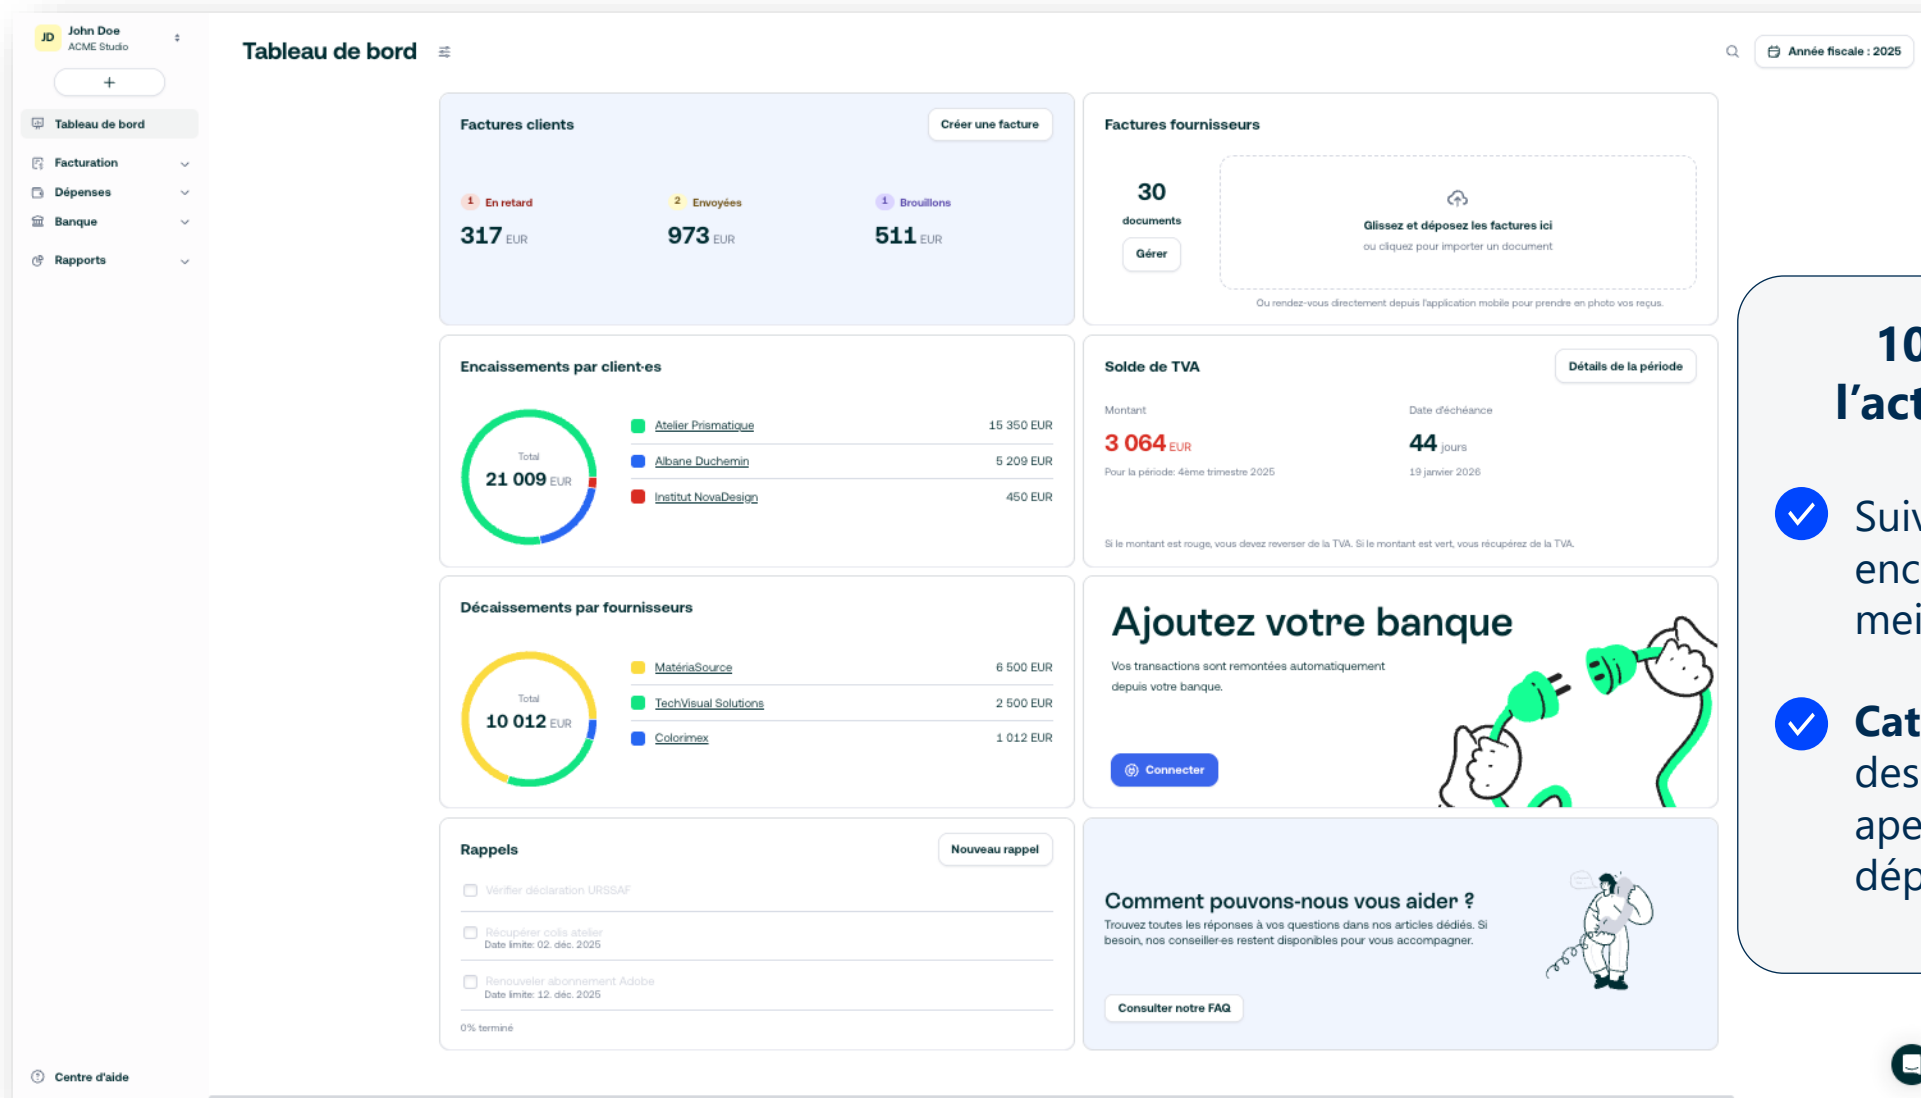 JD
John Doe
ACME Studio
+
Tableau de bord
Facturation
Dépenses
Banque
Rapports
Centre d'aide
Tableau de bord
Année fiscale : 2025
Factures clients
Créer une facture
1 En retard
317 EUR
2 Envoyées
973 EUR
1 Brouillons
511 EUR
Factures fournisseurs
30
documents
Gérer
Glissez et déposez les factures ici
ou cliquez pour importer un document
Ou rendez-vous directement depuis l'application mobile pour prendre en photo vos reçus.
Encaissements par client·es
Total
21 009 EUR
Atelier Prismatique 15 350 EUR
Albane Duchemin 5 209 EUR
Institut NovaDesign 450 EUR
Solde de TVA
Détails de la période
Montant
3 064 EUR
Pour la période: 4ème trimestre 2025
Date d'échéance
44 jours
19 janvier 2026
Si le montant est rouge, vous devez reverser de la TVA. Si le montant est vert, vous récupérez de la TVA.
Décaissements par fournisseurs
Total
10 012 EUR
MatériaSource 6 500 EUR
TechVisual Solutions 2 500 EUR
Colorimex 1 012 EUR
Ajoutez votre banque
Vos transactions sont remontées automatiquement
depuis votre banque.
Connecter
Rappels
Nouveau rappel
Vérifier déclaration URSSAF
Récupérer colis atelier
Date limite: 02. déc. 2025
Renouveler abonnement Adobe
Date limite: 12. déc. 2025
0% terminé
Comment pouvons-nous vous aider ?
Trouvez toutes les réponses à vos questions dans nos articles dédiés. Si
besoin, nos conseiller·es restent disponibles pour vous accompagner.
Consulter notre FAQ
10
l'act
Suiv
enc
mei
Cat
des
ape
dép